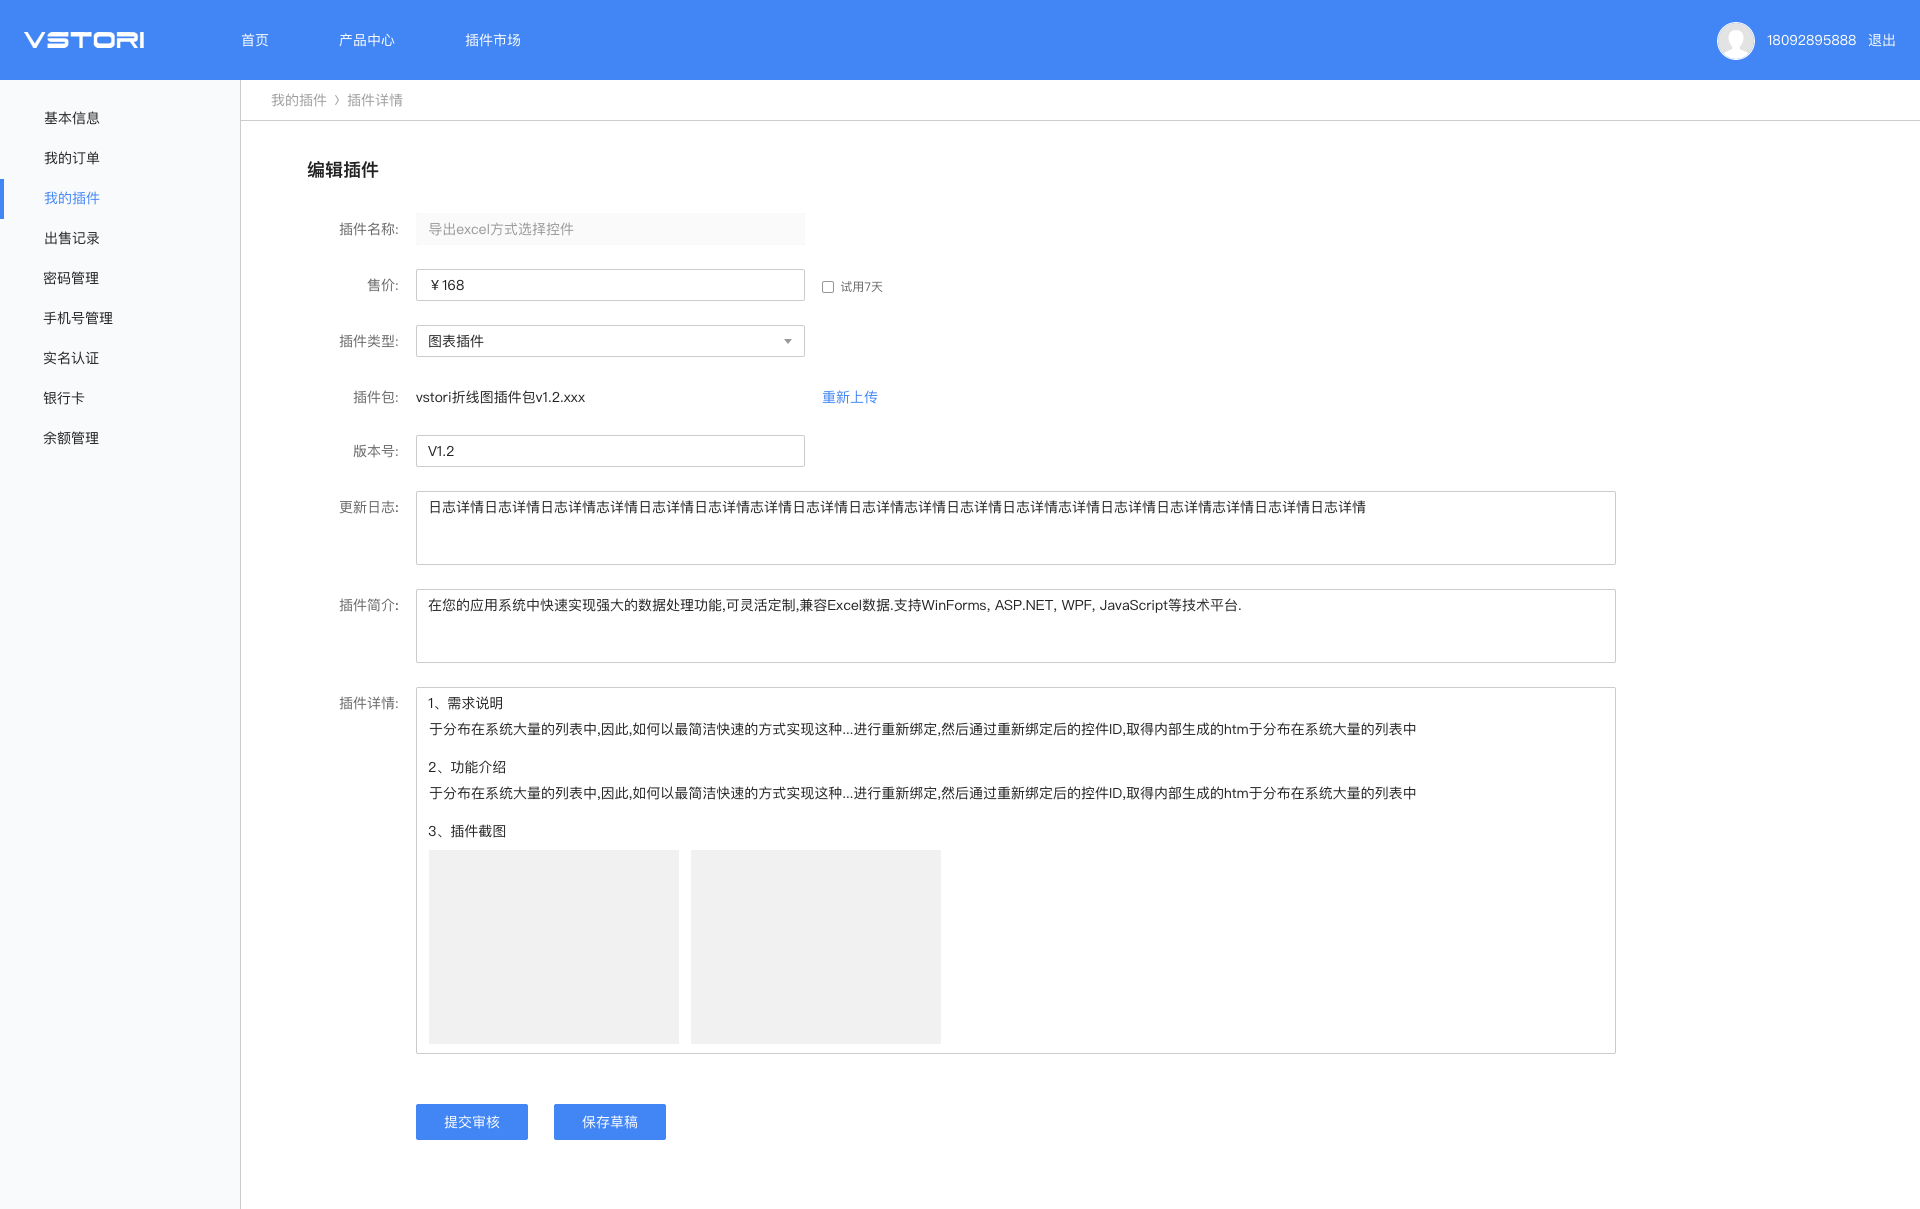 VSTORI
首页
产品中心
插件市场
18092895888
退出
基本信息
我的订单
我的插件
出售记录
密码管理
手机号管理
实名认证
银行卡
余额管理
我的插件 〉插件详情
编辑插件
插件名称:
导出excel方式选择控件
售价:
¥168
试用7天
插件类型:
图表插件
插件包:
vstori折线图插件包v1.2.xxx
重新上传
版本号:
V1.2
更新日志:
日志详情日志详情日志详情志详情日志详情日志详情志详情日志详情日志详情志详情日志详情日志详情志详情日志详情日志详情志详情日志详情日志详情
插件简介:
在您的应用系统中快速实现强大的数据处理功能,可灵活定制,兼容Excel数据.支持WinForms, ASP.NET, WPF, JavaScript等技术平台.
插件详情:
1、需求说明
于分布在系统大量的列表中,因此,如何以最简洁快速的方式实现这种...进行重新绑定,然后通过重新绑定后的控件ID,取得内部生成的htm于分布在系统大量的列表中
2、功能介绍
于分布在系统大量的列表中,因此,如何以最简洁快速的方式实现这种...进行重新绑定,然后通过重新绑定后的控件ID,取得内部生成的htm于分布在系统大量的列表中
3、插件截图
提交审核
保存草稿